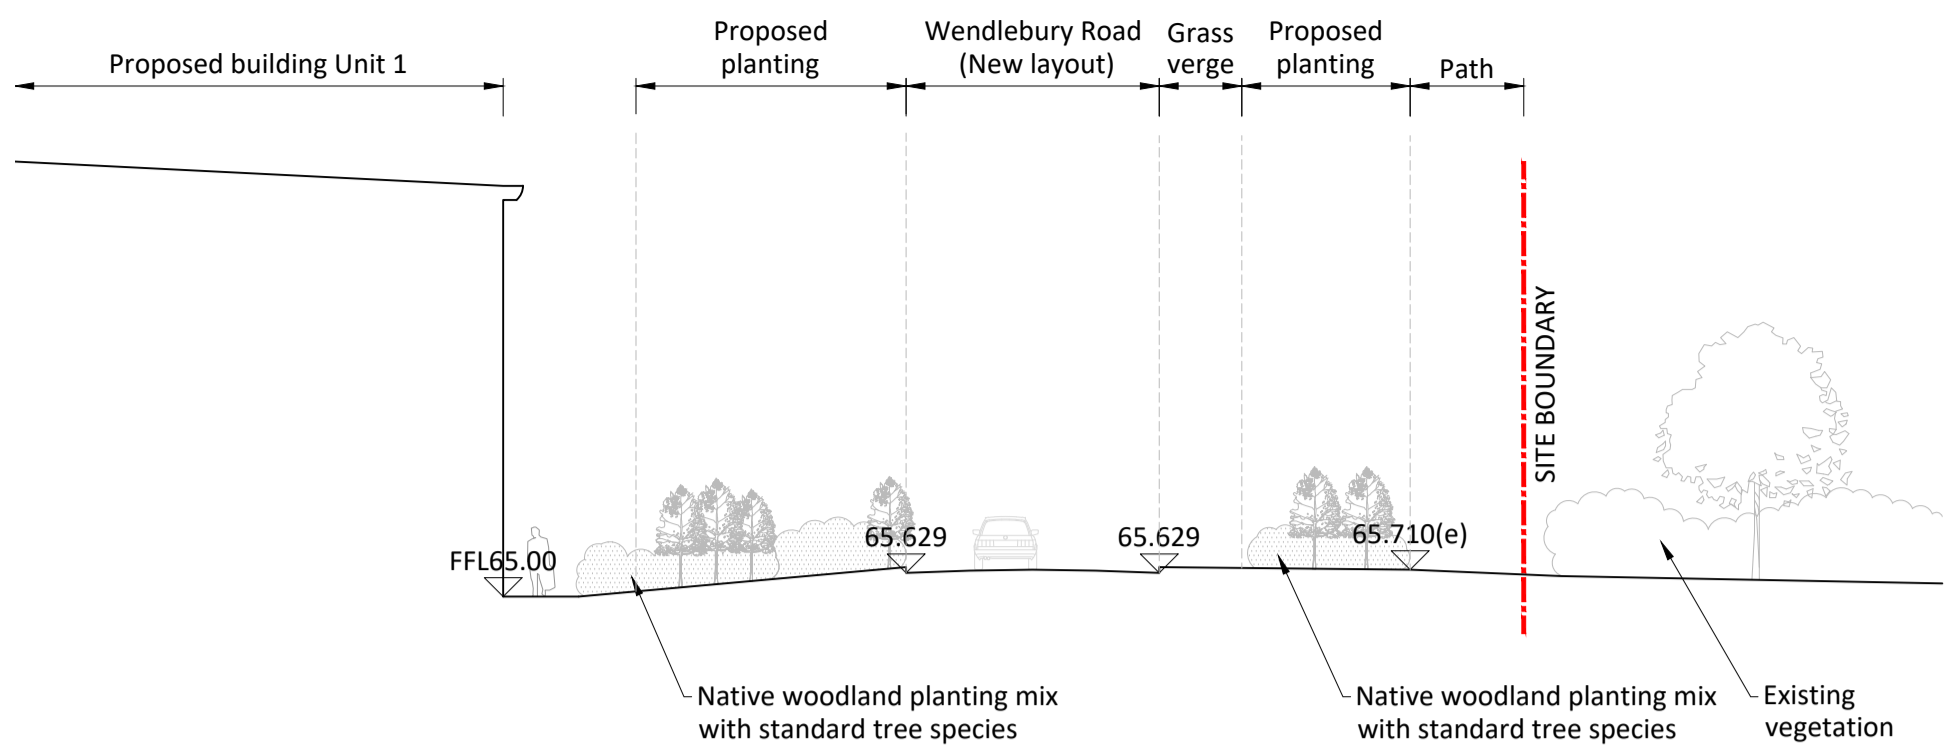 Proposed building Unit 1
Proposed
planting
Wendlebury Road
(New layout)
Grass
verge
Proposed
planting
Path
SITE BOUNDARY
FFL65.00
65.629
65.629
65.710(e)
Native woodland planting mix
with standard tree species
Native woodland planting mix
with standard tree species
Existing
vegetation